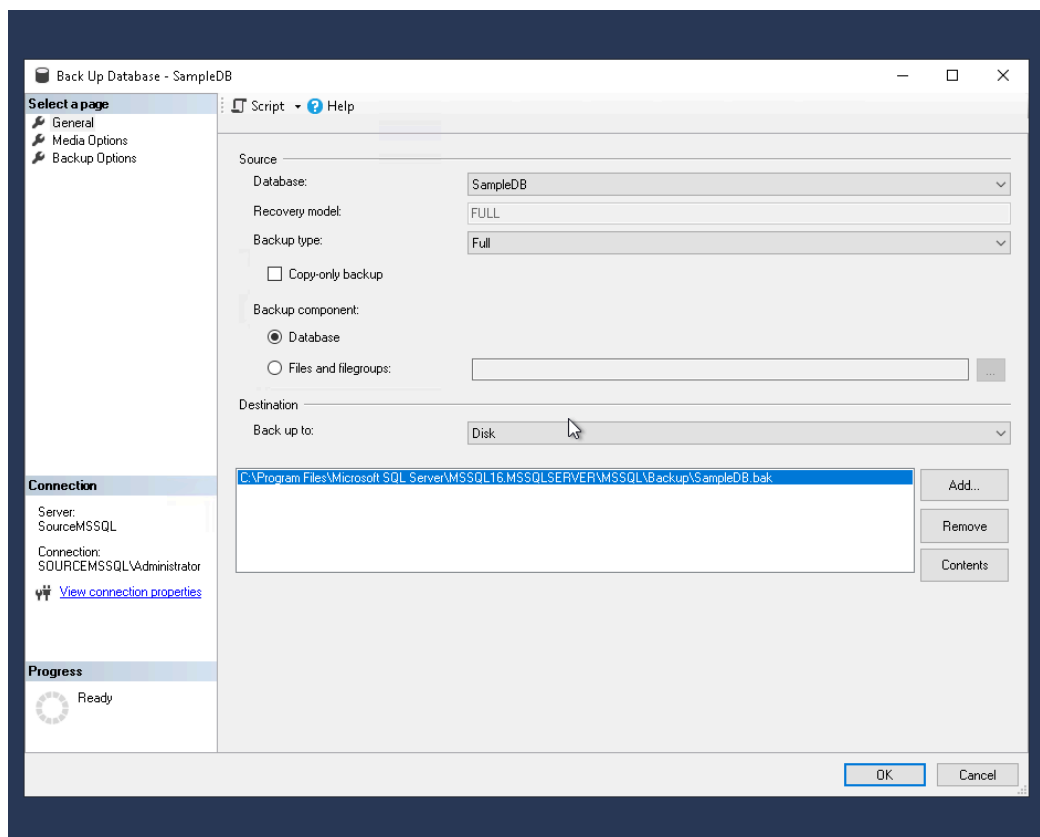 Back Up Database - SampleDB
Select a page
General
Media Options
Backup Options
Script
Help
Source
Database:
SampleDB
Recovery model:
FULL
Backup type:
Full
Copy-only backup
Backup component:
Database
Files and filegroups:
...
Destination
Back up to:
Disk
C:\Program Files\Microsoft SQL Server\MSSQL16.MSSQLSERVER\MSSQL\Backup\SampleDB.bak
Add...
Remove
Contents
Connection
Server:
SourceMSSQL
Connection:
SOURCEMSSQL\Administrator
View connection properties
Progress
Ready
OK
Cancel